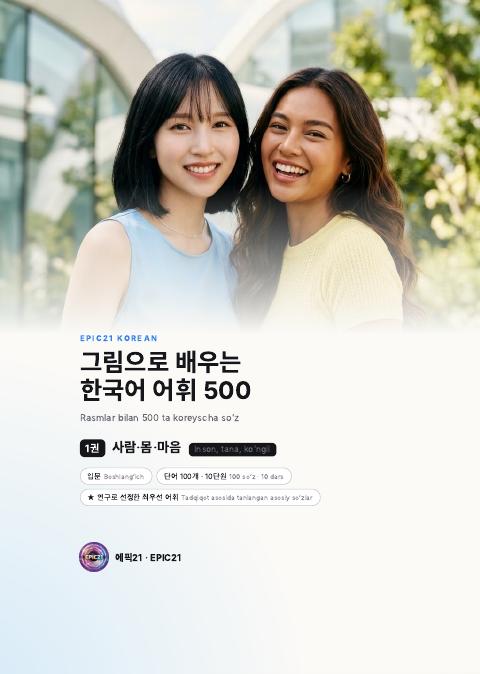 EPIC21 KOREAN
그림으로 배우는
한국어 어휘 500
Rasmlar bilan 500 ta koreyscha so'z
1권 사람·몸·마음 Inson, tana, ko'ngil
입문 Boshlang'ich 단어 100개 · 10단원 100 so'z · 10 dars
★ 연구로 선정한 최우선 어휘 Tadqiqot asosida tanlangan asosiy so'zlar
EPIC21 에픽21 · EPIC21